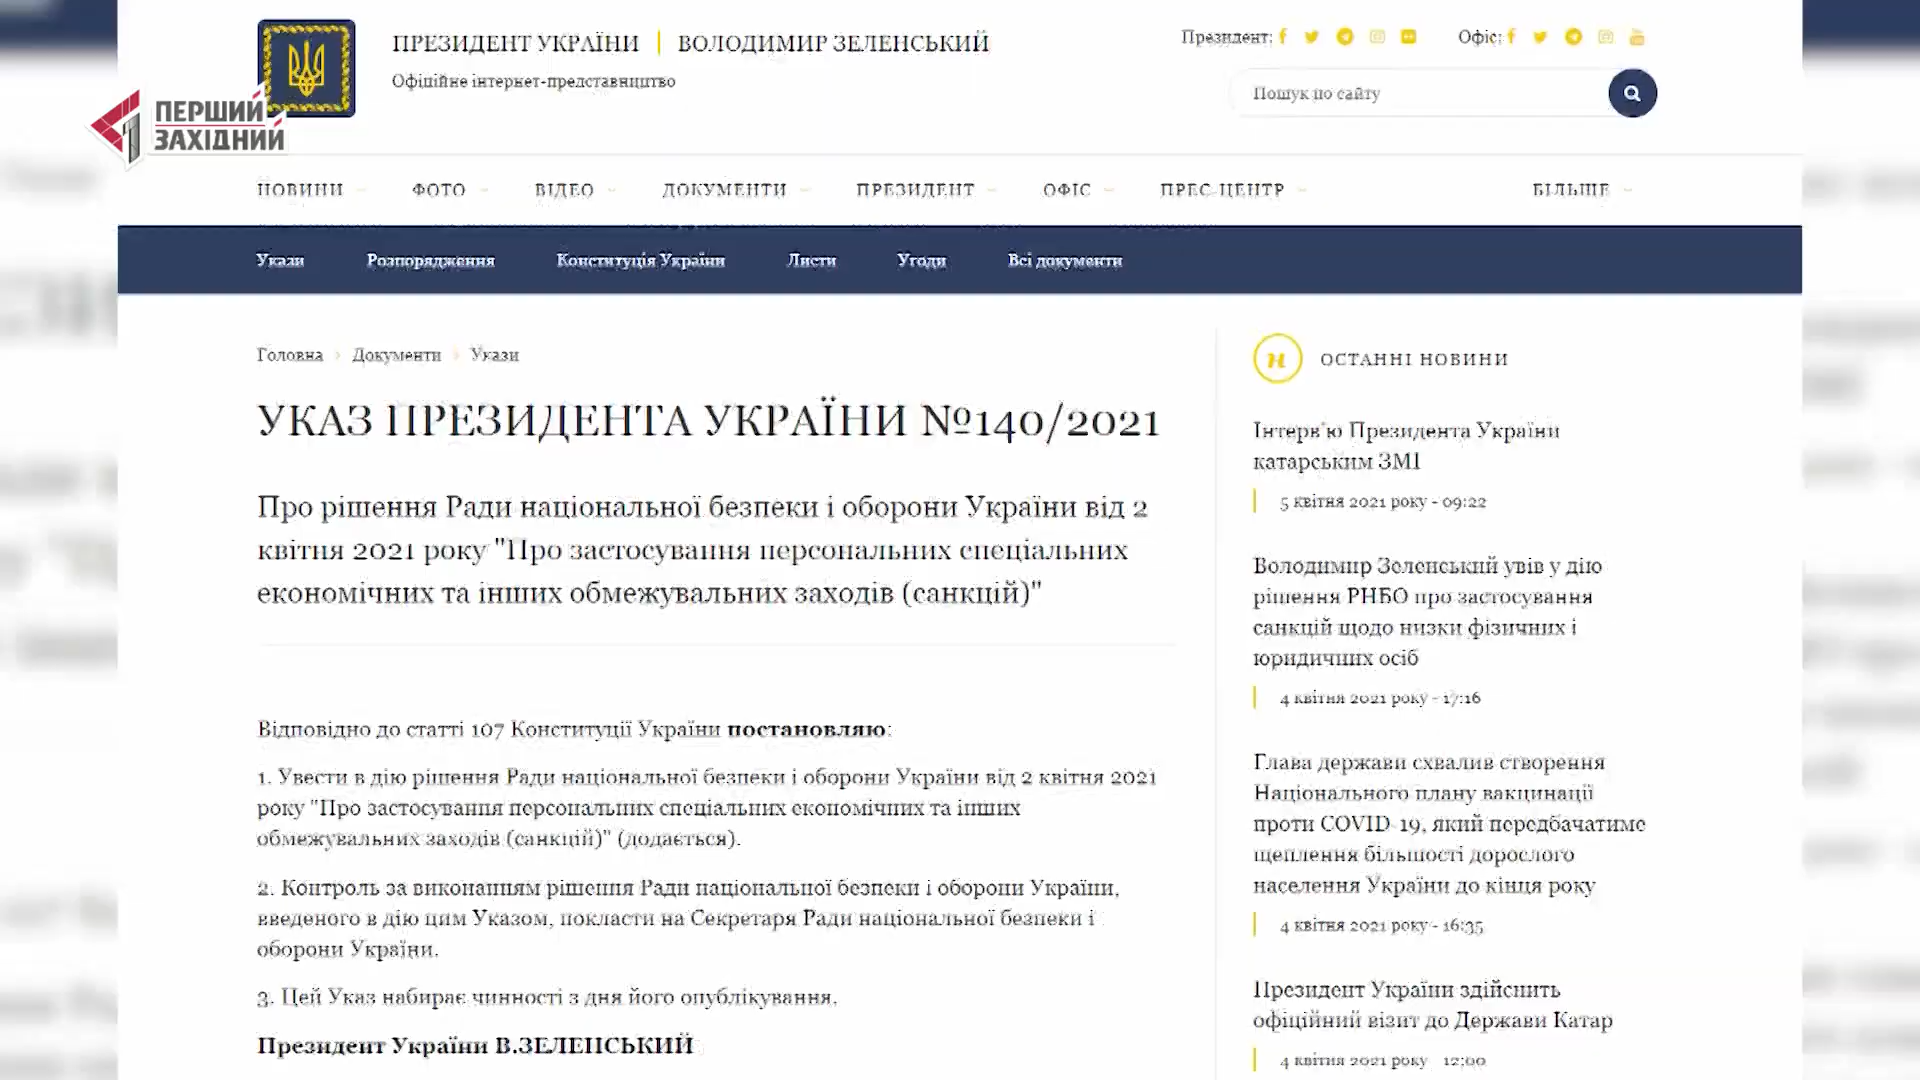 ПРЕЗИДЕНТ УКРАЇНИ | ВОЛОДИМИР ЗЕЛЕНСЬКИЙ
Офіційне інтернет-представництво
Президент:
Офіс:
Пошук по сайту
ПЕРШИЙ
ЗАХІДНИЙ
НОВИНИ ФОТО ВІДЕО ДОКУМЕНТИ ПРЕЗИДЕНТ ОФІС ПРЕС-ЦЕНТР БІЛЬШЕ
Укази Розпорядження Конституція України Листи Угоди Всі документи
Головна Документи Укази
УКАЗ ПРЕЗИДЕНТА УКРАЇНИ №140/2021
Про рішення Ради національної безпеки і оборони України від 2
квітня 2021 року "Про застосування персональних спеціальних
економічних та інших обмежувальних заходів (санкцій)"
Відповідно до статті 107 Конституції України постановляю:
1. Увести в дію рішення Ради національної безпеки і оборони України від 2 квітня 2021
року "Про застосування персональних спеціальних економічних та інших
обмежувальних заходів (санкцій)" (додається).
2. Контроль за виконанням рішення Ради національної безпеки і оборони України,
введеного в дію цим Указом, покласти на Секретаря Ради національної безпеки і
оборони України.
3. Цей Указ набирає чинності з дня його опублікування.
Президент України В.ЗЕЛЕНСЬКИЙ
н ОСТАННІ НОВИНИ
Інтерв'ю Президента України
катарським ЗМІ
5 квітня 2021 року - 09:22
Володимир Зеленський увів у дію
рішення РНБО про застосування
санкцій щодо низки фізичних і
юридичних осіб
4 квітня 2021 року - 17:16
Глава держави схвалив створення
Національного плану вакцинації
проти COVID-19, який передбачатиме
щеплення більшості дорослого
населення України до кінця року
4 квітня 2021 року - 16:35
Президент України здійснить
офіційний візит до Держави Катар
4 квітня 2021 року - 12:00